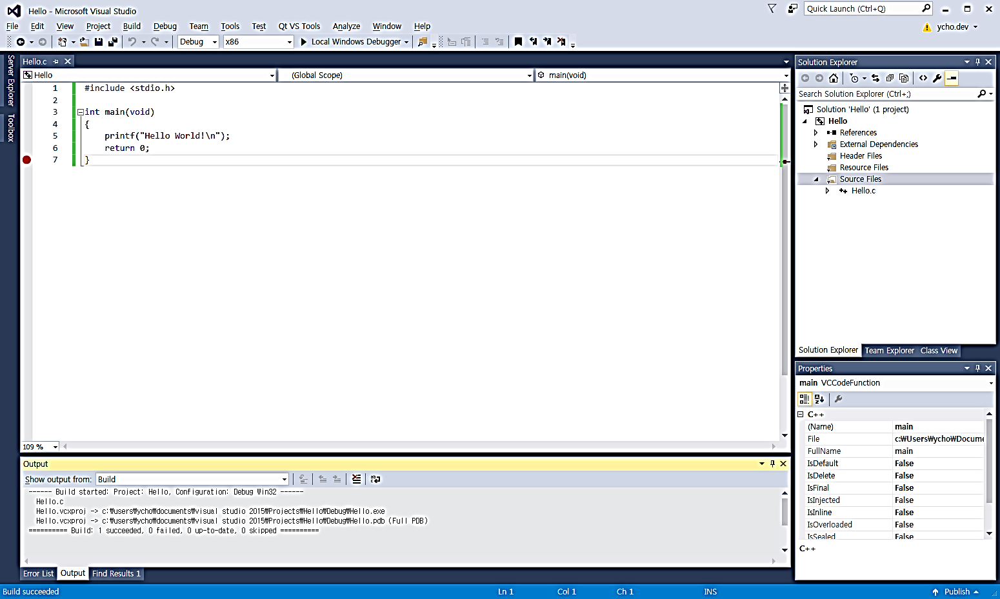 Hello - Microsoft Visual Studio
Quick Launch (Ctrl+Q)
File Edit View Project Build Debug Team Tools Test Qt VS Tools Analyze Window Help
ycho.dev
Debug x86 Local Windows Debugger
Server Explorer
Toolbox
Hello.c
Hello (Global Scope) main(void)
1 #include <stdio.h>
2
3 int main(void)
4 {
5 printf("Hello World!\n");
6 return 0;
7 }
109 %
Output
Show output from: Build
------ Build started: Project: Hello, Configuration: Debug Win32 ------
Hello.c
Hello.vcxproj -> c:₩users₩ycho₩documents₩visual studio 2015₩Projects₩Hello₩Debug₩Hello.exe
Hello.vcxproj -> c:₩users₩ycho₩documents₩visual studio 2015₩Projects₩Hello₩Debug₩Hello.pdb (Full PDB)
========== Build: 1 succeeded, 0 failed, 0 up-to-date, 0 skipped ==========
Error List Output Find Results 1
Solution Explorer
Search Solution Explorer (Ctrl+;)
Solution 'Hello' (1 project)
Hello
References
External Dependencies
Header Files
Resource Files
Source Files
Hello.c
Solution Explorer Team Explorer Class View
Properties
main VCCodeFunction
C++
(Name) main
File c:₩Users₩ycho₩Docume
FullName main
IsDefault False
IsDelete False
IsFinal False
IsInjected False
IsInline False
IsOverloaded False
IsSealed False
C++
Build succeeded Ln 1 Col 1 Ch 1 INS Publish